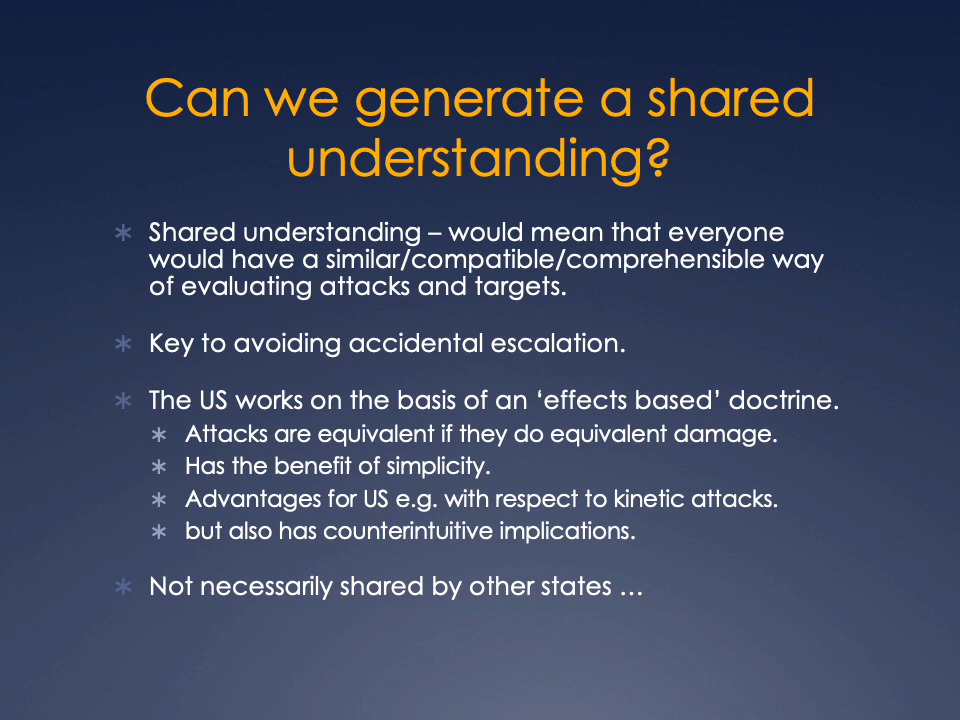 Can we generate a shared
understanding?
Shared understanding – would mean that everyone
would have a similar/compatible/comprehensible way
of evaluating attacks and targets.
Key to avoiding accidental escalation.
The US works on the basis of an ‘effects based’ doctrine.
Attacks are equivalent if they do equivalent damage.
Has the benefit of simplicity.
Advantages for US e.g. with respect to kinetic attacks.
but also has counterintuitive implications.
Not necessarily shared by other states …